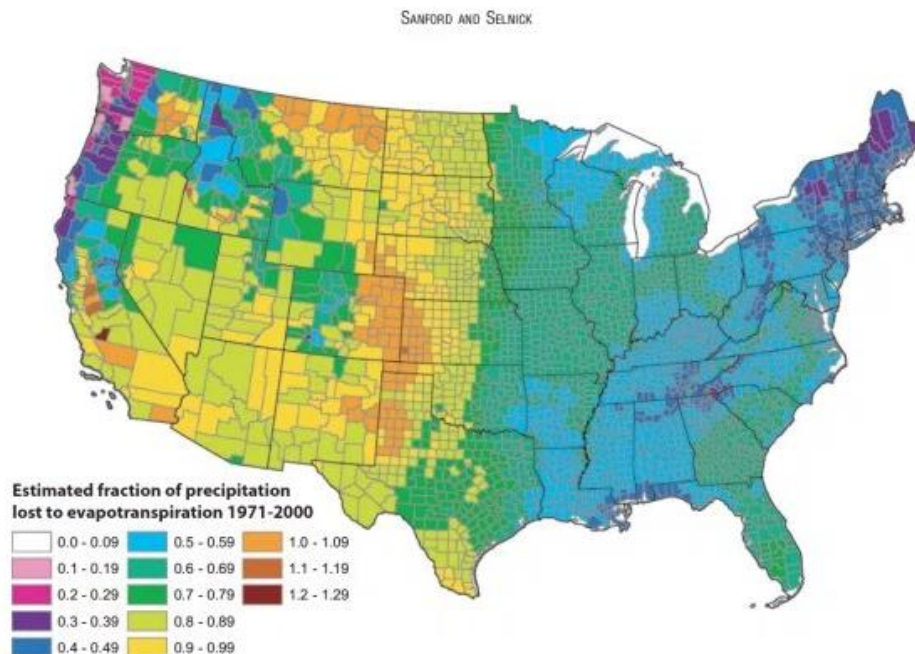 SANFORD AND SELNICK
Estimated fraction of precipitation
lost to evapotranspiration 1971-2000
0.0 - 0.09 0.5 - 0.59 1.0 - 1.09
0.1 - 0.19 0.6 - 0.69 1.1 - 1.19
0.2 - 0.29 0.7 - 0.79 1.2 - 1.29
0.3 - 0.39 0.8 - 0.89
0.4 - 0.49 0.9 - 0.99